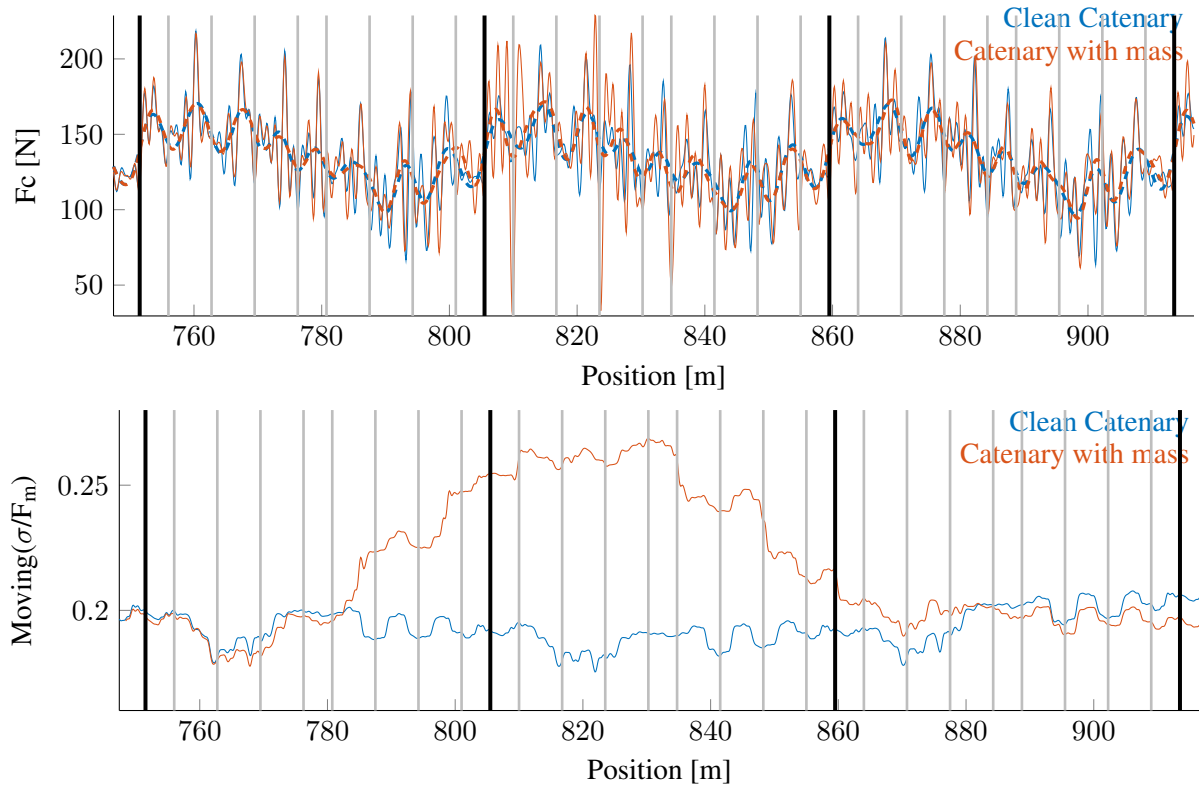 Clean Catenary
Catenary with mass
200
150
100
50
Fc [N]
760 780 800 820 840 860 880 900
Position [m]
Clean Catenary
Catenary with mass
0.25
0.2
Moving(σ/Fm)
760 780 800 820 840 860 880 900
Position [m]